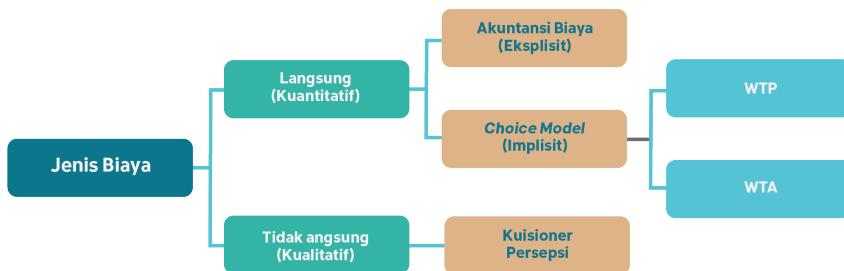 Jenis Biaya
Langsung
(Kuantitatif)
Tidak angsung
(Kualitatif)
Akuntansi Biaya
(Eksplisit)
Choice Model
(Implisit)
Kuisioner
Persepsi
WTP
WTA